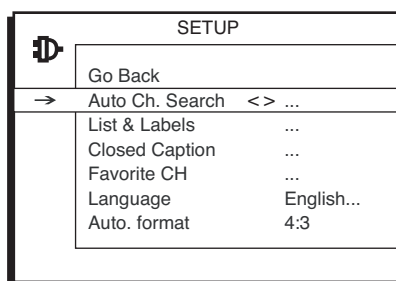 SETUP
Go Back
→ Auto Ch. Search <> ...
List & Labels ...
Closed Caption ...
Favorite CH ...
Language English...
Auto. format 4:3